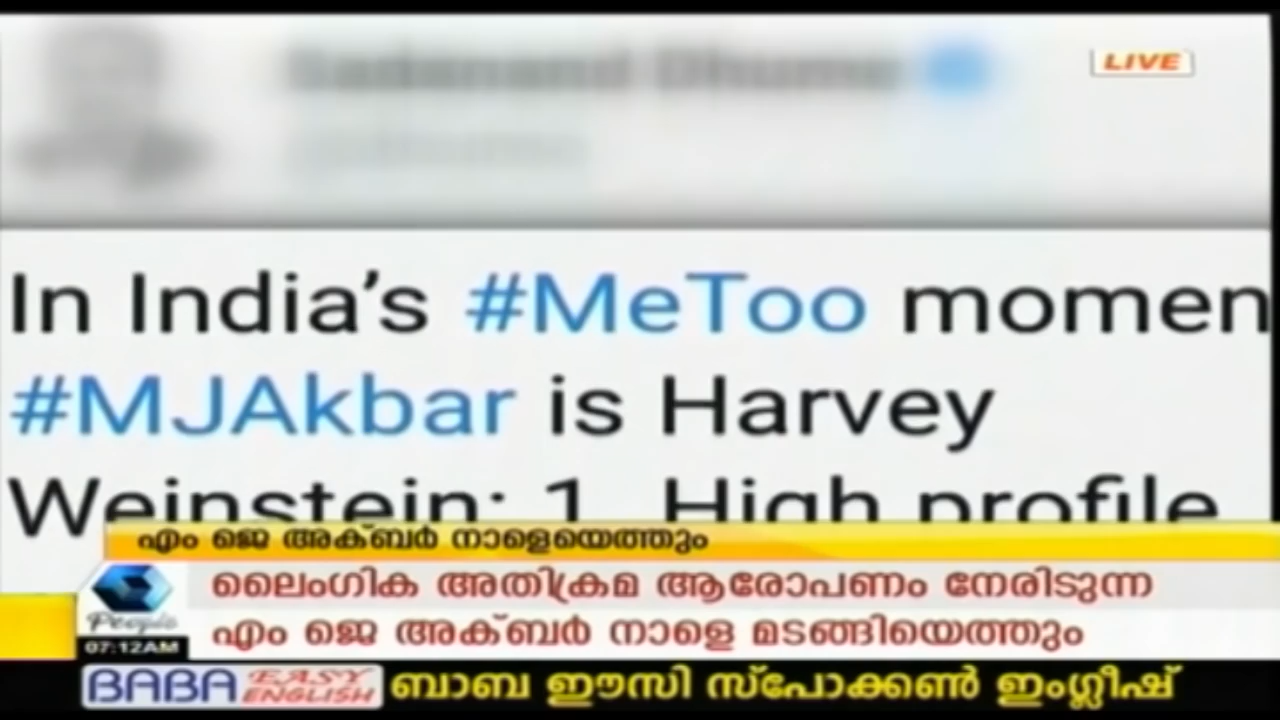 LIVE
In India's #MeToo momen
#MJAkbar is Harvey
Weinstein: 1. High profile
എം ജെ അക്ബർ നാളെയെത്തും
ലൈംഗിക അതിക്രമ ആരോപണം നേരിടുന്ന
എം ജെ അക്ബർ നാളെ മടങ്ങിയെത്തും
People
07:12AM
BABA EASY ENGLISH ബാബ ഈസി സ്പോക്കൺ ഇംഗ്ലീഷ്